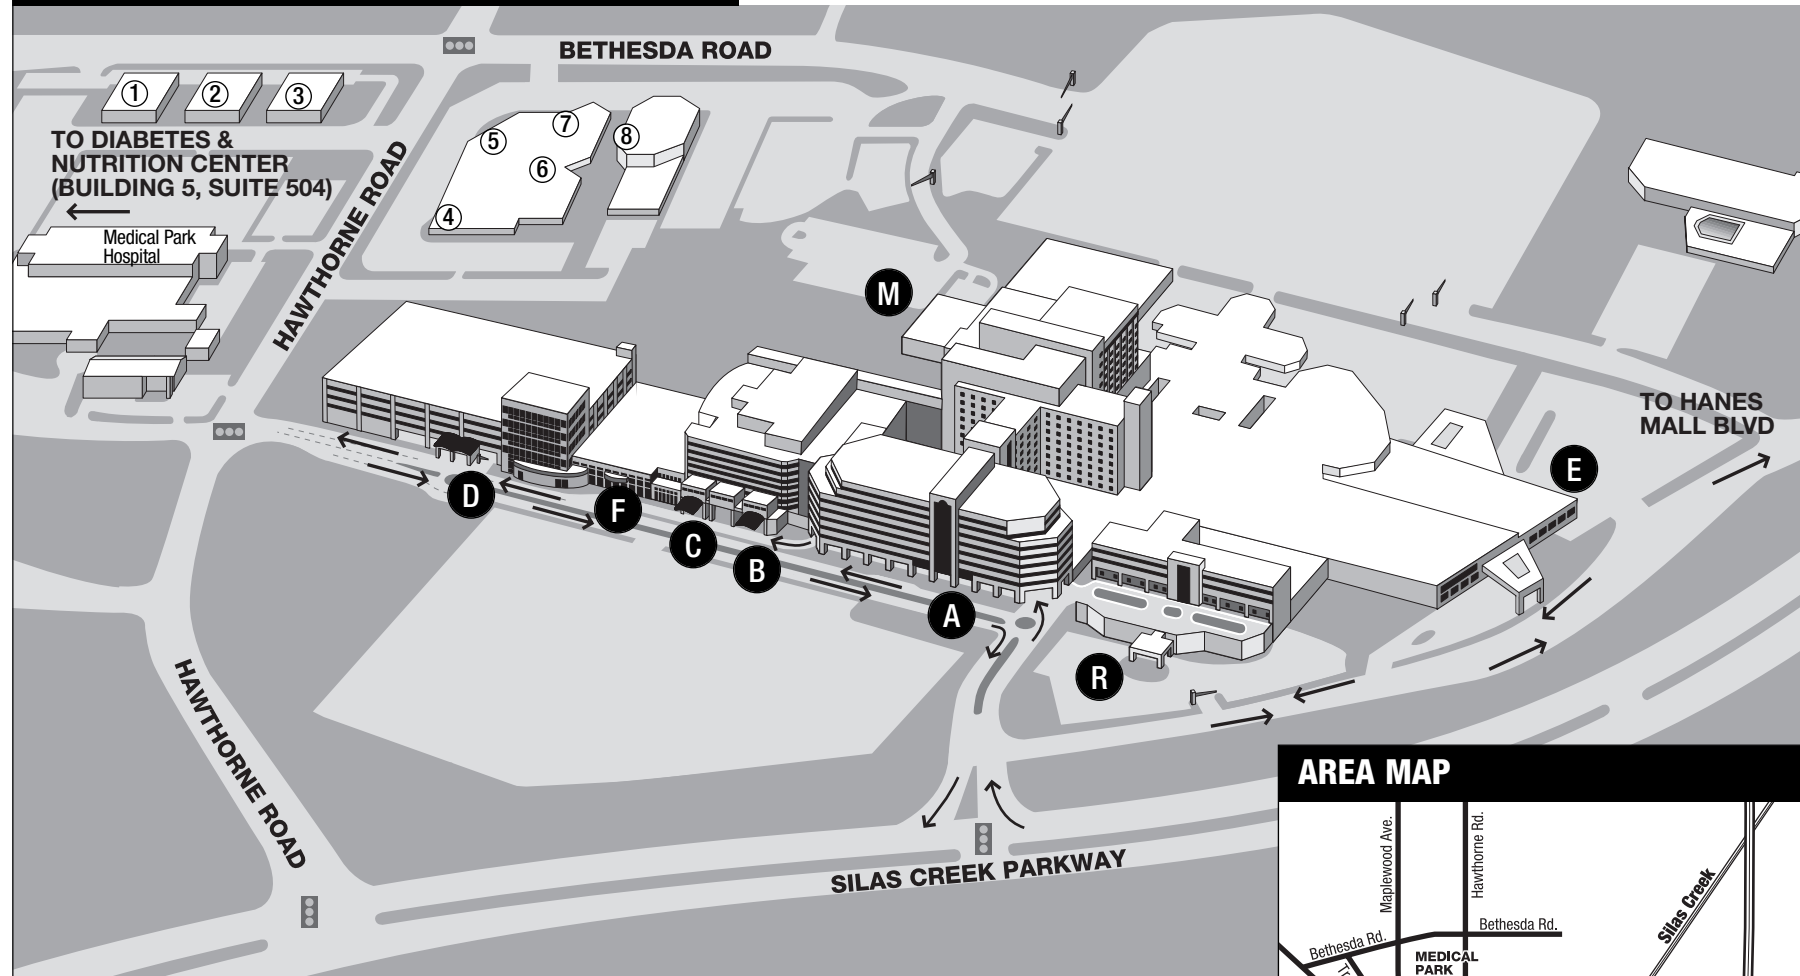 BETHESDA ROAD
1
2
3
TO DIABETES &
NUTRITION CENTER
(BUILDING 5, SUITE 504)
HAWTHORNE ROAD
5
7
6
8
4
Medical Park
Hospital
M
TO HANES
MALL BLVD
E
D
F
C
B
A
R
HAWTHORNE ROAD
SILAS CREEK PARKWAY
AREA MAP
Maplewood Ave.
Hawthorne Rd.
Silas Creek
Bethesda Rd.
Bethesda Rd.
MEDICAL
PARK